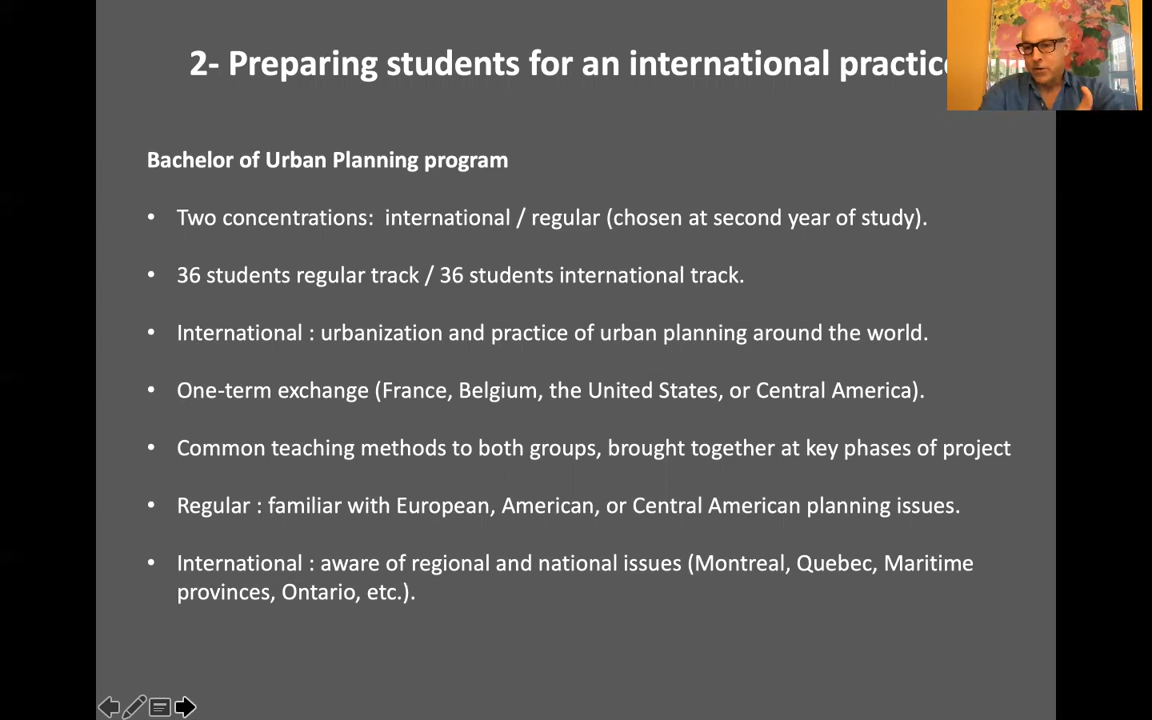 2- Preparing students for an international practice
Bachelor of Urban Planning program
• Two concentrations:  international / regular (chosen at second year of study).
• 36 students regular track / 36 students international track.
• International : urbanization and practice of urban planning around the world.
• One-term exchange (France, Belgium, the United States, or Central America).
• Common teaching methods to both groups, brought together at key phases of project
• Regular : familiar with European, American, or Central American planning issues.
• International : aware of regional and national issues (Montreal, Quebec, Maritime
provinces, Ontario, etc.).